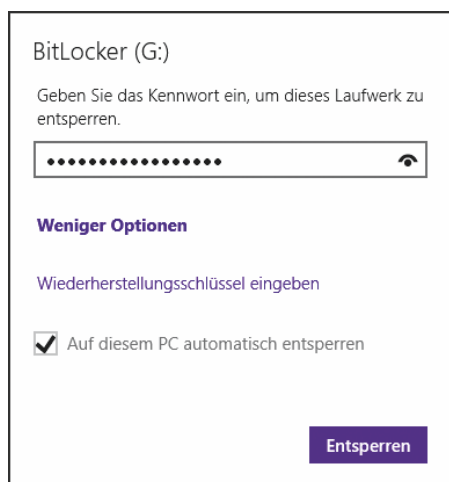 BitLocker (G:)
Geben Sie das Kennwort ein, um dieses Laufwerk zu
entsperren.
•••••••••••••••••
Weniger Optionen
Wiederherstellungsschlüssel eingeben
Auf diesem PC automatisch entsperren
Entsperren